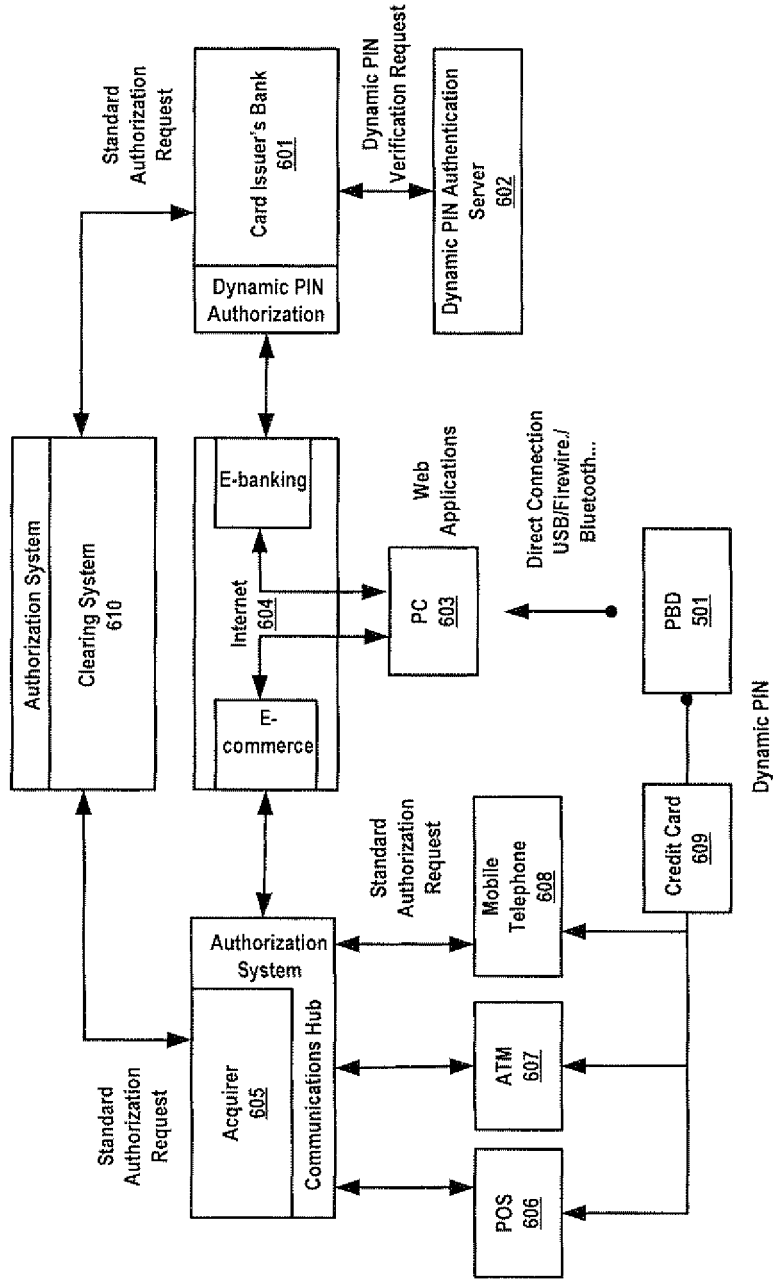 Authorization System
Clearing System
610
Standard
Authorization
Request
Standard
Authorization
Request
Acquirer
605
Authorization
System
Communications Hub
E-
commerce
Internet
604
E-banking
Dynamic PIN
Authorization
Card Issuer's Bank
601
Standard
Authorization
Request
Web
Applications
Dynamic PIN
Verification Request
POS
606
ATM
607
Mobile
Telephone
608
PC
603
Dynamic PIN Authentication
Server
602
Direct Connection
USB/Firewire./
Bluetooth...
Credit Card
609
PBD
501
Dynamic PIN